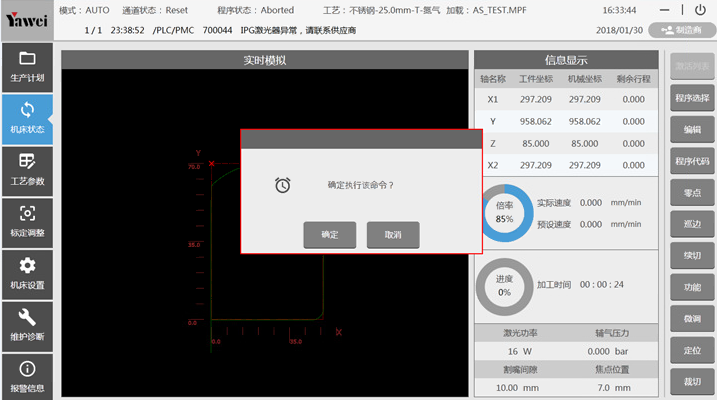 Yawei
模式：AUTO 通道状态：Reset 程序状态：Aborted 工艺：不锈钢-25.0mm-T-氮气 加载：AS_TEST.MPF 16:33:44
1 / 1 23:38:52 /PLC/PMC 700044 IPG激光器异常，请联系供应商 2018/01/30 制造商
生产计划
机床状态
工艺参数
标定调整
机床设置
维护诊断
报警信息
实时模拟
Y
70.0
35.0
0.0
0.0 35.0 X
确定执行该命令？
确定 取消
信息显示
轴名称 工件坐标 机械坐标 剩余行程
X1 297.209 297.209 0.000
Y 958.062 958.062 0.000
Z 85.000 85.000 0.000
X2 297.209 297.209 0.000
倍率
85%
实际速度 0.000 mm/min
预设速度 0.000 mm/min
进度
0%
加工时间 00 : 00 : 24
激光功率 辅气压力
16 W 0.000 bar
割嘴间隙 焦点位置
10.00 mm 7.0 mm
程序选择
编辑
程序代码
零点
巡边
续切
功能
微调
定位
裁切